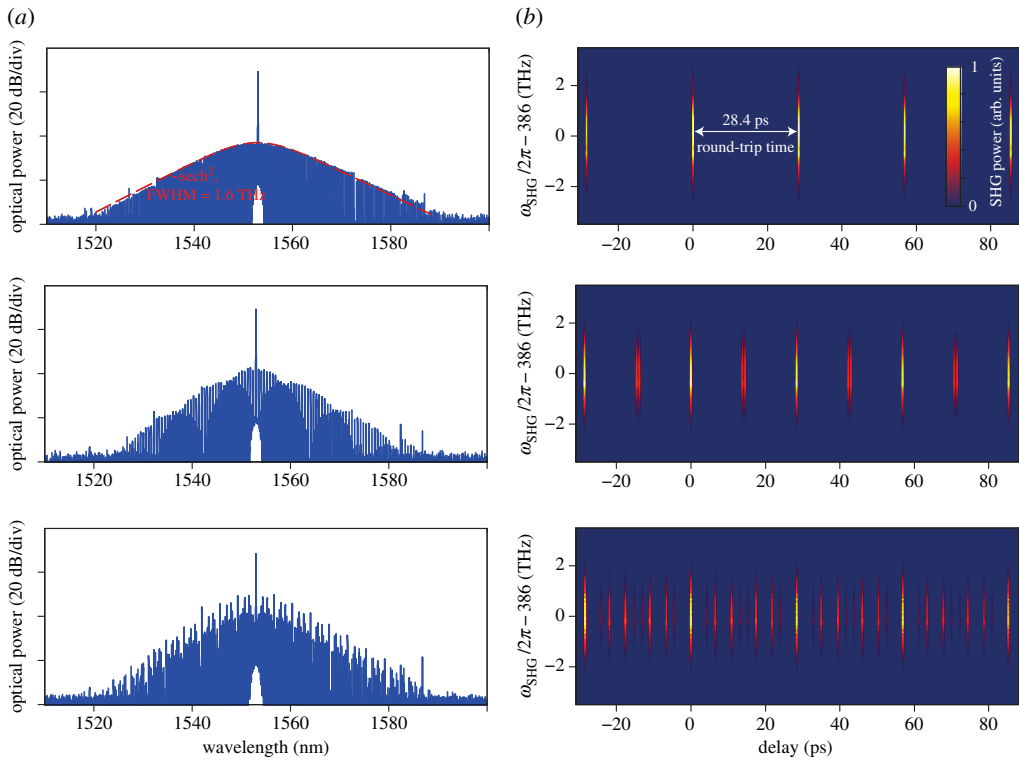 (a)
optical power (20 dB/div)
~sech²,
FWHM = 1.6 THz
1520 1540 1560 1580
optical power (20 dB/div)
1520 1540 1560 1580
optical power (20 dB/div)
1520 1540 1560 1580
wavelength (nm)
(b)
ωSHG/2π – 386 (THz)
2
0
−2
28.4 ps
round-trip time
1
0
SHG power (arb. units)
−20 0 20 40 60 80
ωSHG/2π – 386 (THz)
2
0
−2
−20 0 20 40 60 80
ωSHG/2π – 386 (THz)
2
0
−2
−20 0 20 40 60 80
delay (ps)